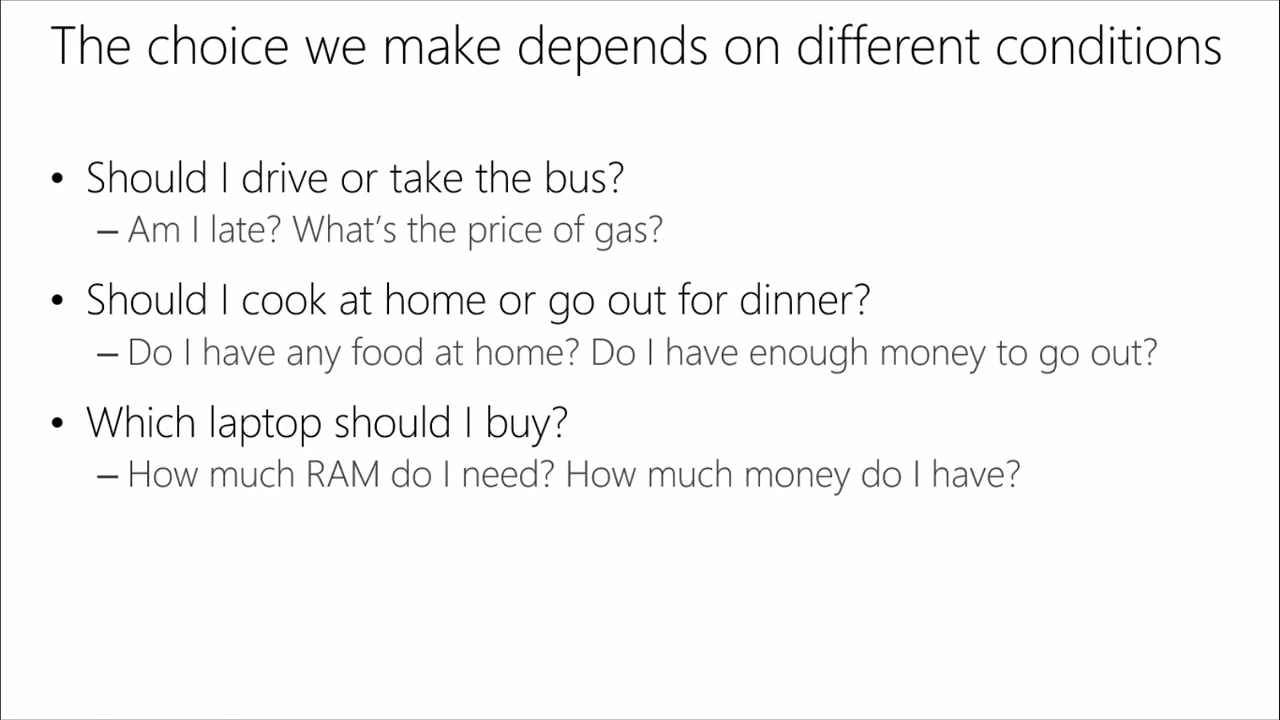 The choice we make depends on different conditions
• Should I drive or take the bus?
– Am I late? What’s the price of gas?
• Should I cook at home or go out for dinner?
– Do I have any food at home? Do I have enough money to go out?
• Which laptop should I buy?
– How much RAM do I need? How much money do I have?